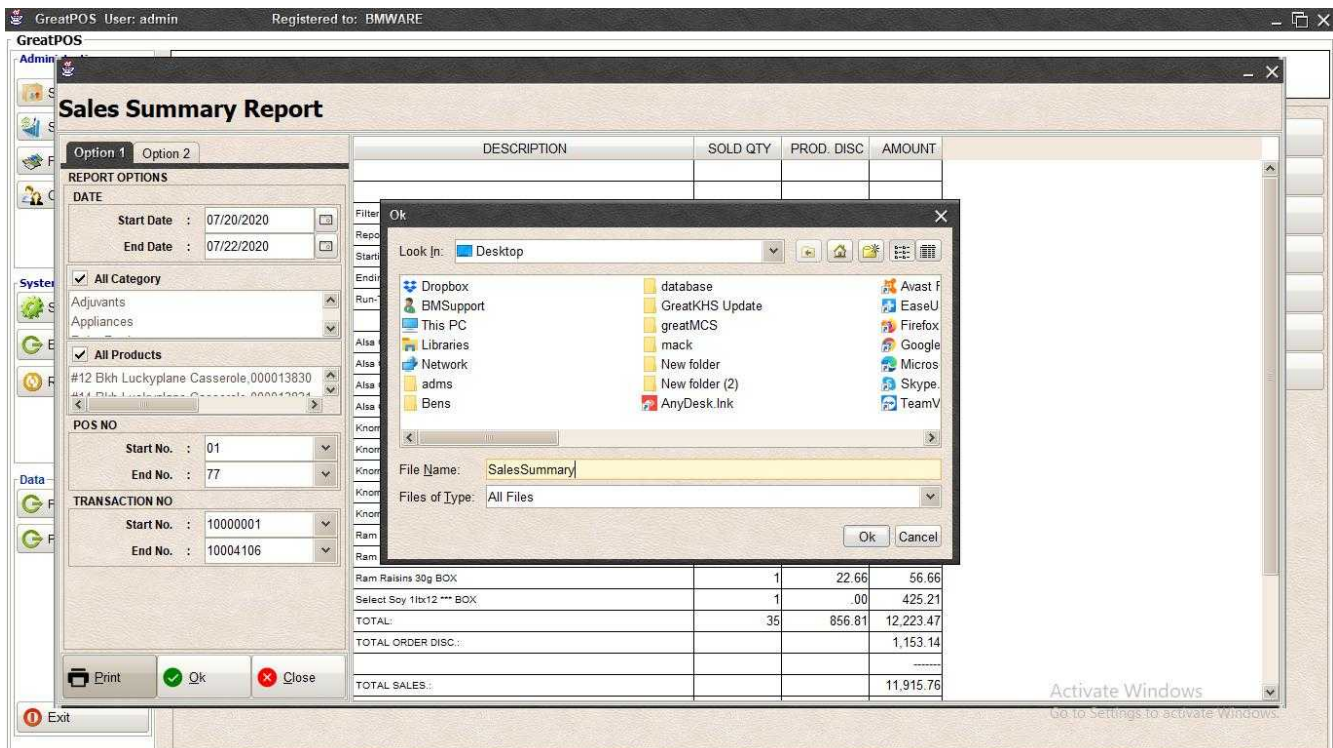 GreatPOS User: admin
Registered to: BMWARE
GreatPOS
Sales Summary Report
Option 1
Option 2
REPORT OPTIONS
DATE
Start Date : 07/20/2020
End Date : 07/22/2020
All Category
Adjuvants
Appliances
All Products
#12 Bkh Luckyplane Casserole,000013830
POS NO
Start No. : 01
End No. : 77
TRANSACTION NO
Start No. : 10000001
End No. : 10004106
Print
Ok
Close
Exit
Data
DESCRIPTION SOLD QTY PROD. DISC AMOUNT
Ok
Look In: Desktop
Dropbox
BMSupport
This PC
Libraries
Network
adms
Bens
database
GreatKHS Update
greatMCS
mack
New folder
New folder (2)
AnyDesk.lnk
Avast F
EaseU
Firefox
Google
Micros
Skype.
TeamV
File Name: SalesSummary
Files of Type: All Files
Ok
Cancel
Ram Raisins 30g BOX 1 22.66 56.66
Select Soy 1ltx12 *** BOX 1 .00 425.21
TOTAL: 35 856.81 12,223.47
TOTAL ORDER DISC.: 1,153.14
-------
TOTAL SALES.: 11,915.76
Activate Windows
Go to Settings to activate Windows.